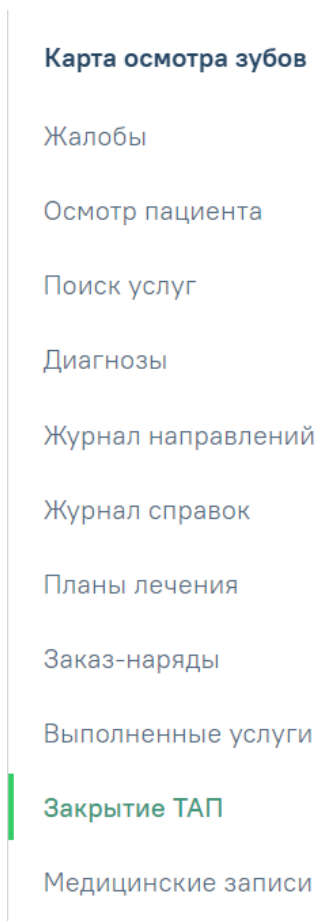 Карта осмотра зубов
Жалобы
Осмотр пациента
Поиск услуг
Диагнозы
Журнал направлений
Журнал справок
Планы лечения
Заказ-наряды
Выполненные услуги
Закрытие ТАП
Медицинские записи